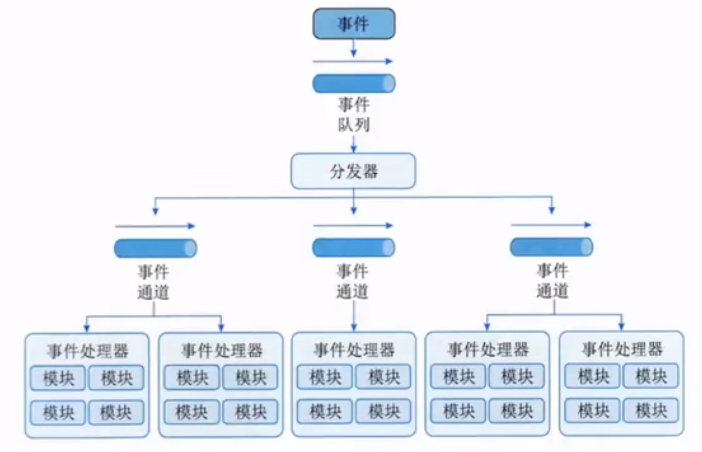 事件
事件
队列
分发器
事件
通道
事件
通道
事件
通道
事件处理器
模块 模块
模块 模块
事件处理器
模块 模块
模块 模块
事件处理器
模块 模块
模块 模块
事件处理器
模块 模块
模块 模块
事件处理器
模块 模块
模块 模块